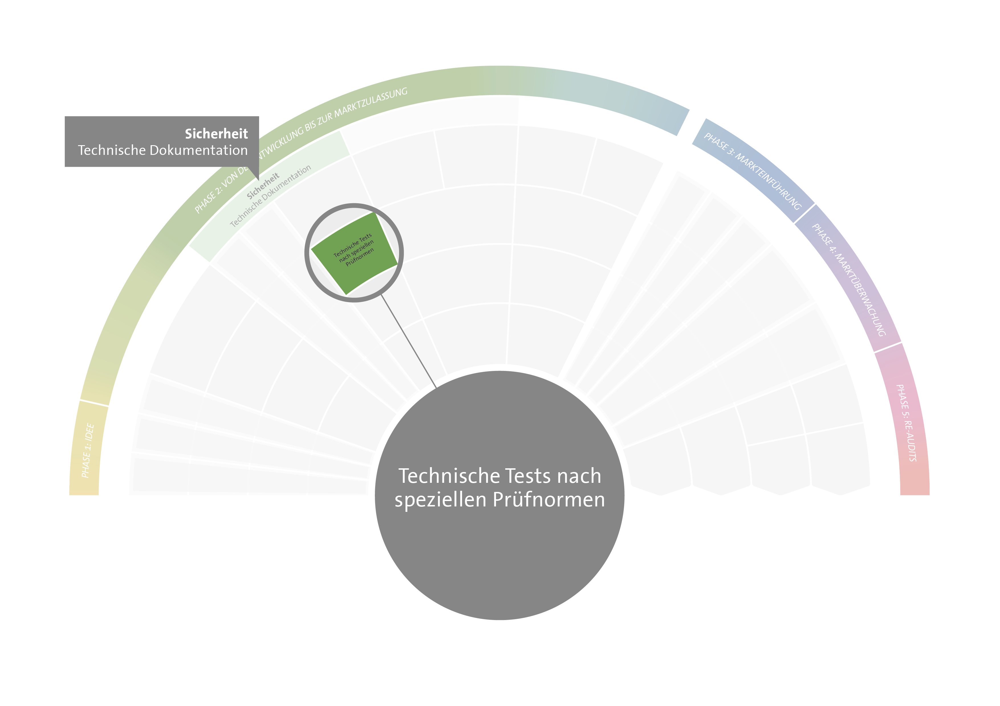 PHASE 1: IDEE
PHASE 2: VON DE NTWICKLUNG BIS ZUR MARKTZULASSUNG
PHASE 3: MARKTEINFÜHRUNG
PHASE 4: MARKTÜBERWACHUNG
PHASE 5: RE-AUDITS
Sicherheit
Technische Dokumentation
Sicherheit
Technische Dokumentation
Technische Tests
nach speziellen
Prüfnormen
Technische Tests nach
speziellen Prüfnormen